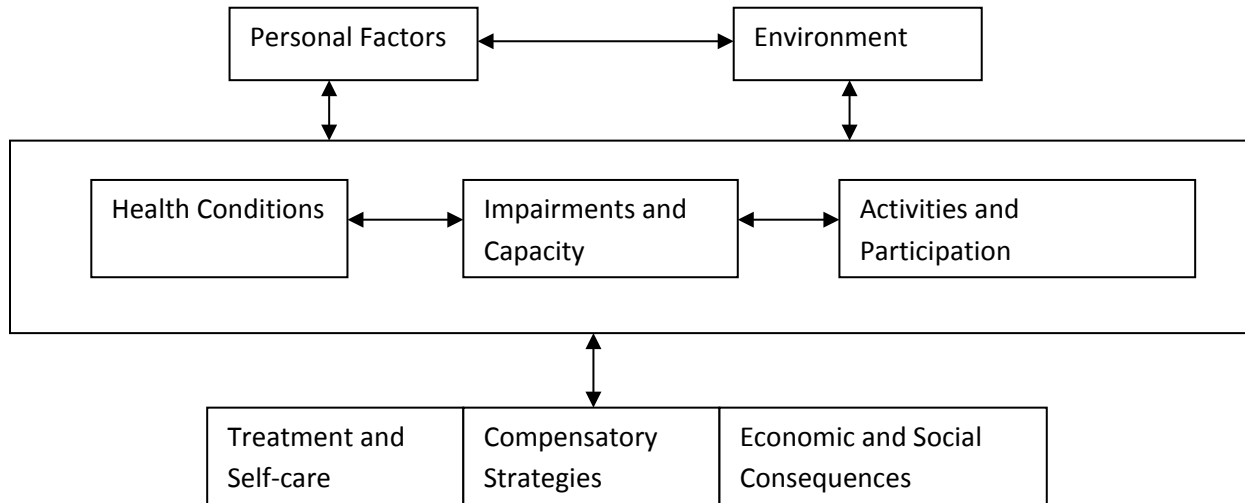 Personal Factors
Environment
Health Conditions
Impairments and
Capacity
Activities and
Participation
Treatment and
Self-care
Compensatory
Strategies
Economic and Social
Consequences